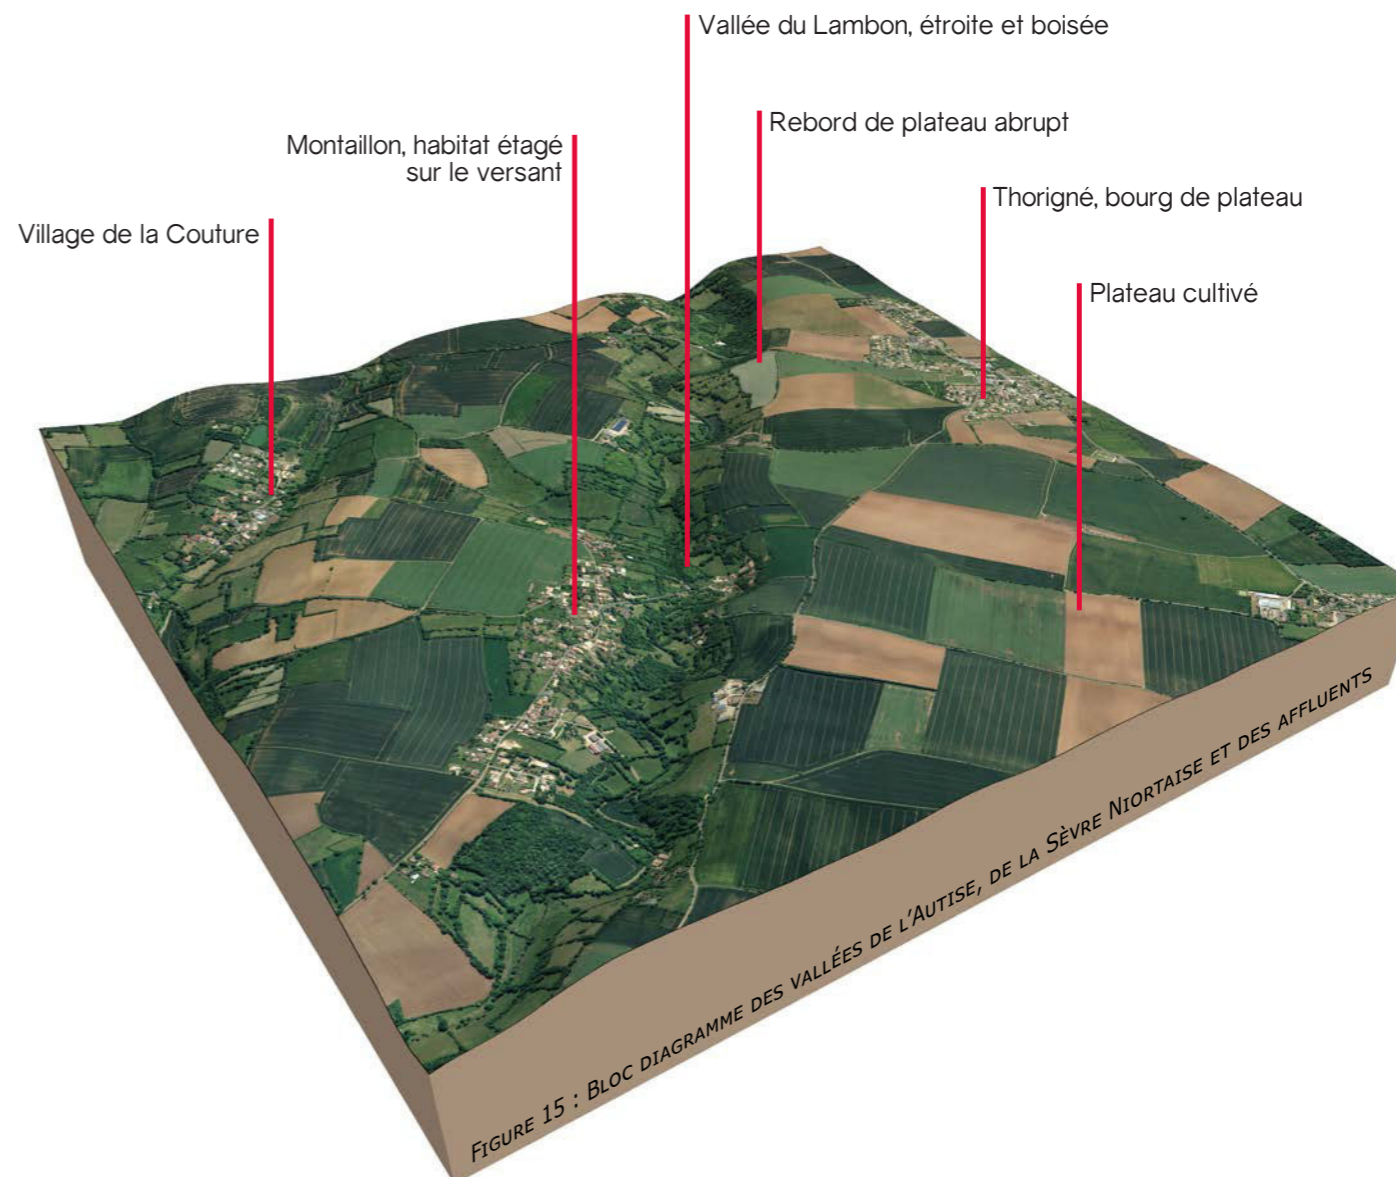 Vallée du Lambon, étroite et boisée
Rebord de plateau abrupt
Montaillon, habitat étagé
sur le versant
Thorigné, bourg de plateau
Village de la Couture
Plateau cultivé
Figure 15 : Bloc diagramme des vallées de l'Autise, de la Sèvre Niortaise et des affluents